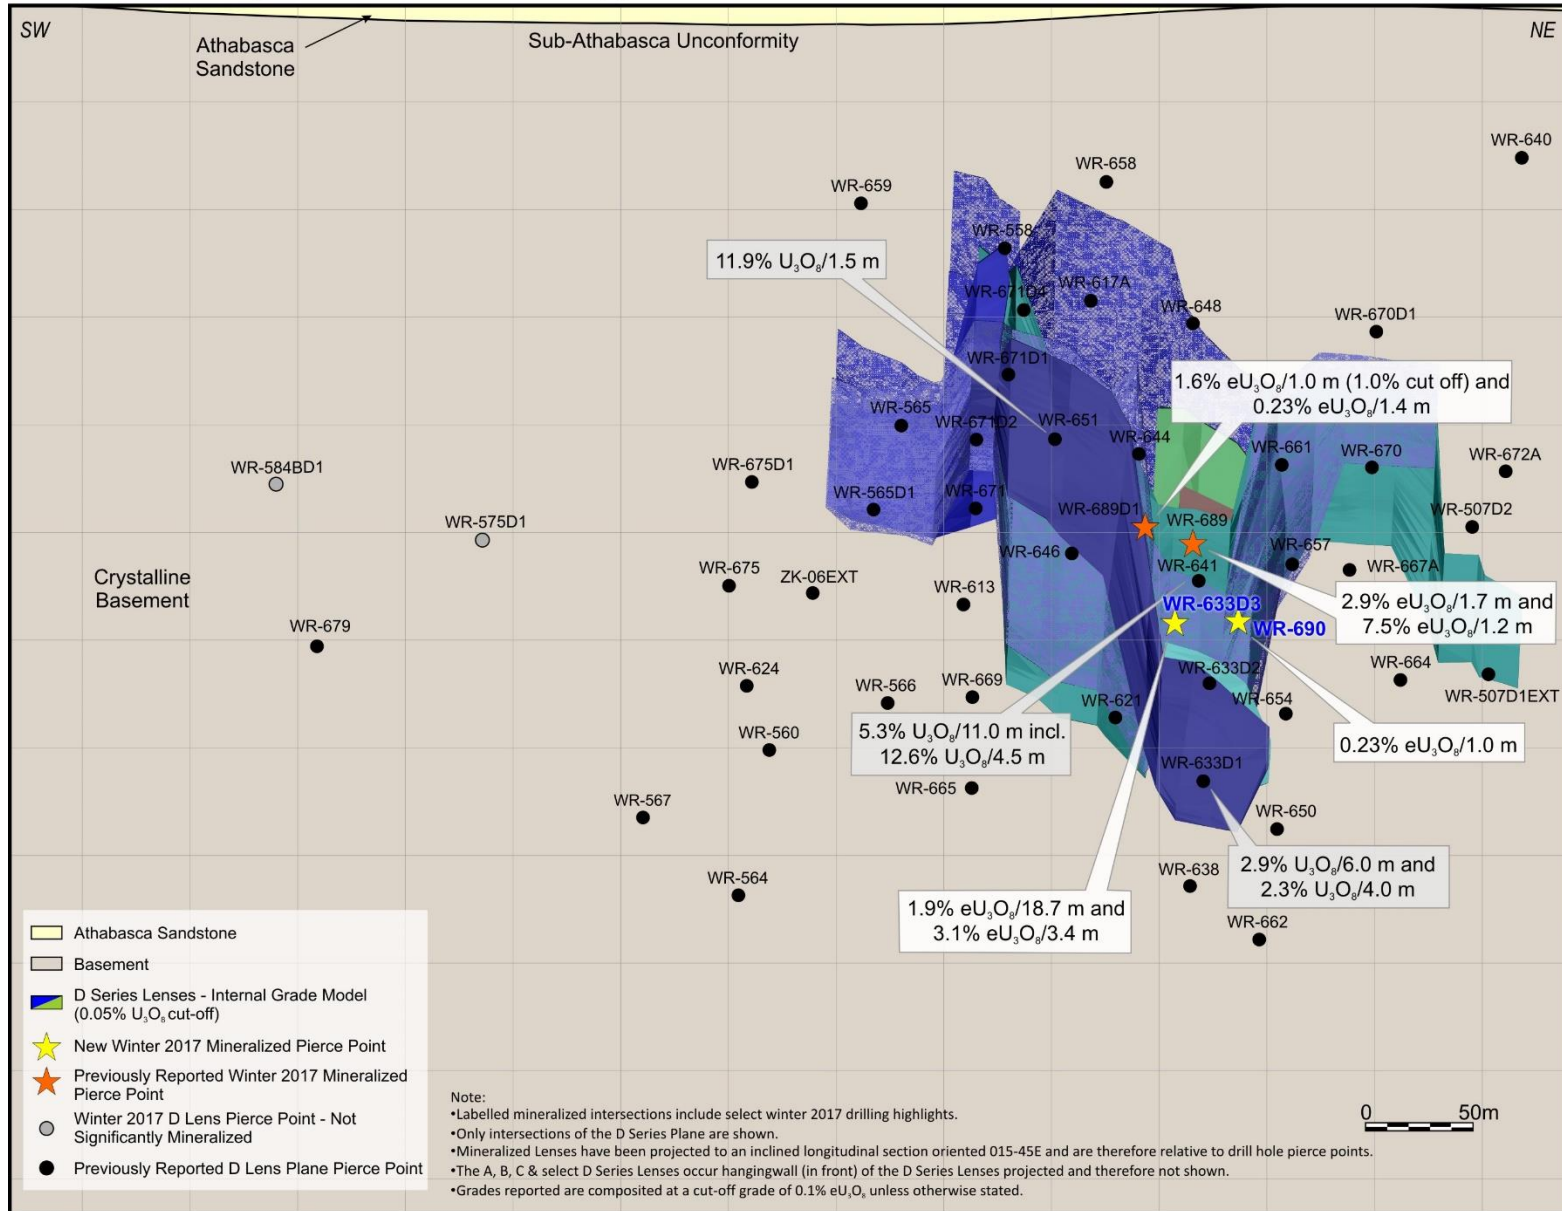 SW
NE
Athabasca
Sandstone
Sub-Athabasca Unconformity
WR-640
WR-658
WR-659
WR-558
11.9% U₃O₈/1.5 m
WR-671D4
WR-617A
WR-648
WR-670D1
WR-671D1
1.6% eU₃O₈/1.0 m (1.0% cut off) and
0.23% eU₃O₈/1.4 m
WR-565
WR-671D2
WR-651
WR-644
WR-661
WR-670
WR-672A
WR-584BD1
WR-675D1
WR-565D1
WR-671
WR-689D1
WR-689
WR-507D2
WR-575D1
WR-646
WR-657
WR-667A
Crystalline
Basement
WR-675
ZK-06EXT
WR-613
WR-641
2.9% eU₃O₈/1.7 m and
7.5% eU₃O₈/1.2 m
WR-633D3
WR-690
WR-679
WR-624
WR-566
WR-669
WR-633D2
WR-664
WR-507D1EXT
WR-621
WR-654
5.3% U₃O₈/11.0 m incl.
12.6% U₃O₈/4.5 m
0.23% eU₃O₈/1.0 m
WR-560
WR-633D1
WR-665
WR-567
WR-650
2.9% U₃O₈/6.0 m and
2.3% U₃O₈/4.0 m
WR-564
WR-638
1.9% eU₃O₈/18.7 m and
3.1% eU₃O₈/3.4 m
WR-662
Athabasca Sandstone
Basement
D Series Lenses - Internal Grade Model
(0.05% U₃O₈ cut-off)
New Winter 2017 Mineralized Pierce Point
Previously Reported Winter 2017 Mineralized
Pierce Point
Winter 2017 D Lens Pierce Point - Not
Significantly Mineralized
Previously Reported D Lens Plane Pierce Point
Note:
•Labelled mineralized intersections include select winter 2017 drilling highlights.
•Only intersections of the D Series Plane are shown.
•Mineralized Lenses have been projected to an inclined longitudinal section oriented 015-45E and are therefore relative to drill hole pierce points.
•The A, B, C & select D Series Lenses occur hangingwall (in front) of the D Series Lenses projected and therefore not shown.
•Grades reported are composited at a cut-off grade of 0.1% eU₃O₈ unless otherwise stated.
0 50m